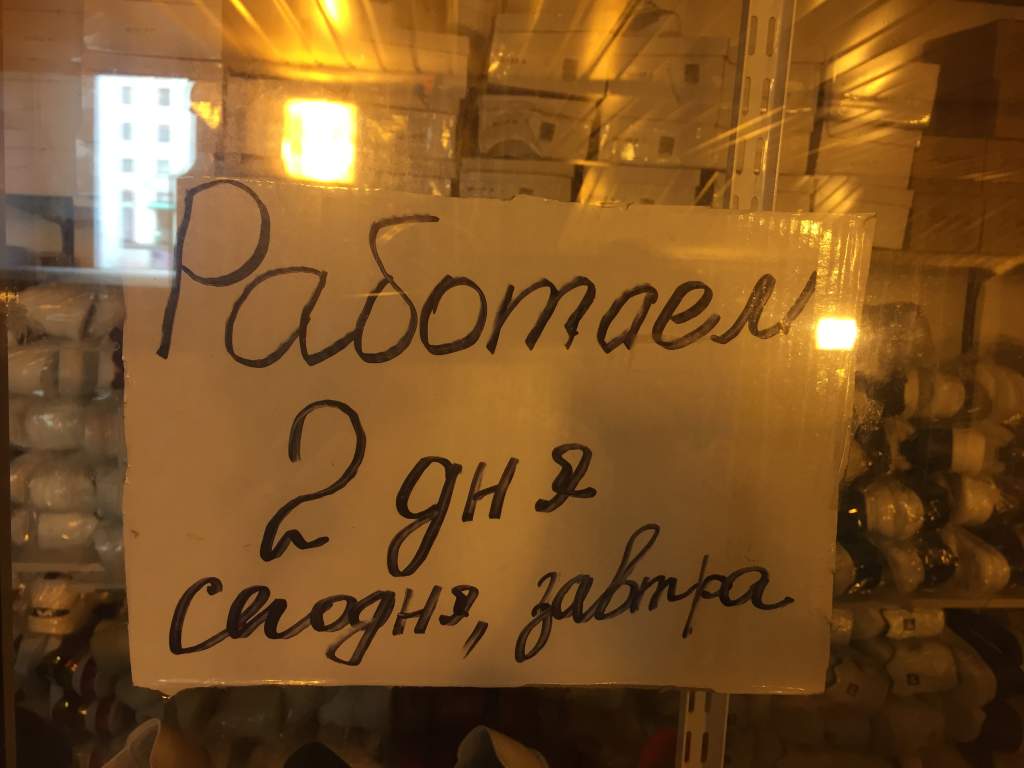 Работаем
2 дня
сегодня, завтра